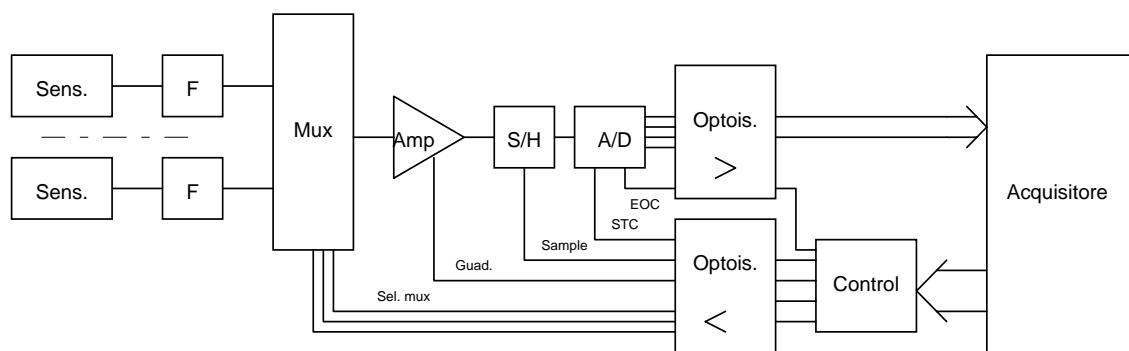 Sens.
F
Mux
Amp
S/H
A/D
Optois.
>
Acquisitore
Sens.
F
EOC
STC
Sample
Guad.
Sel. mux
Optois.
<
Control